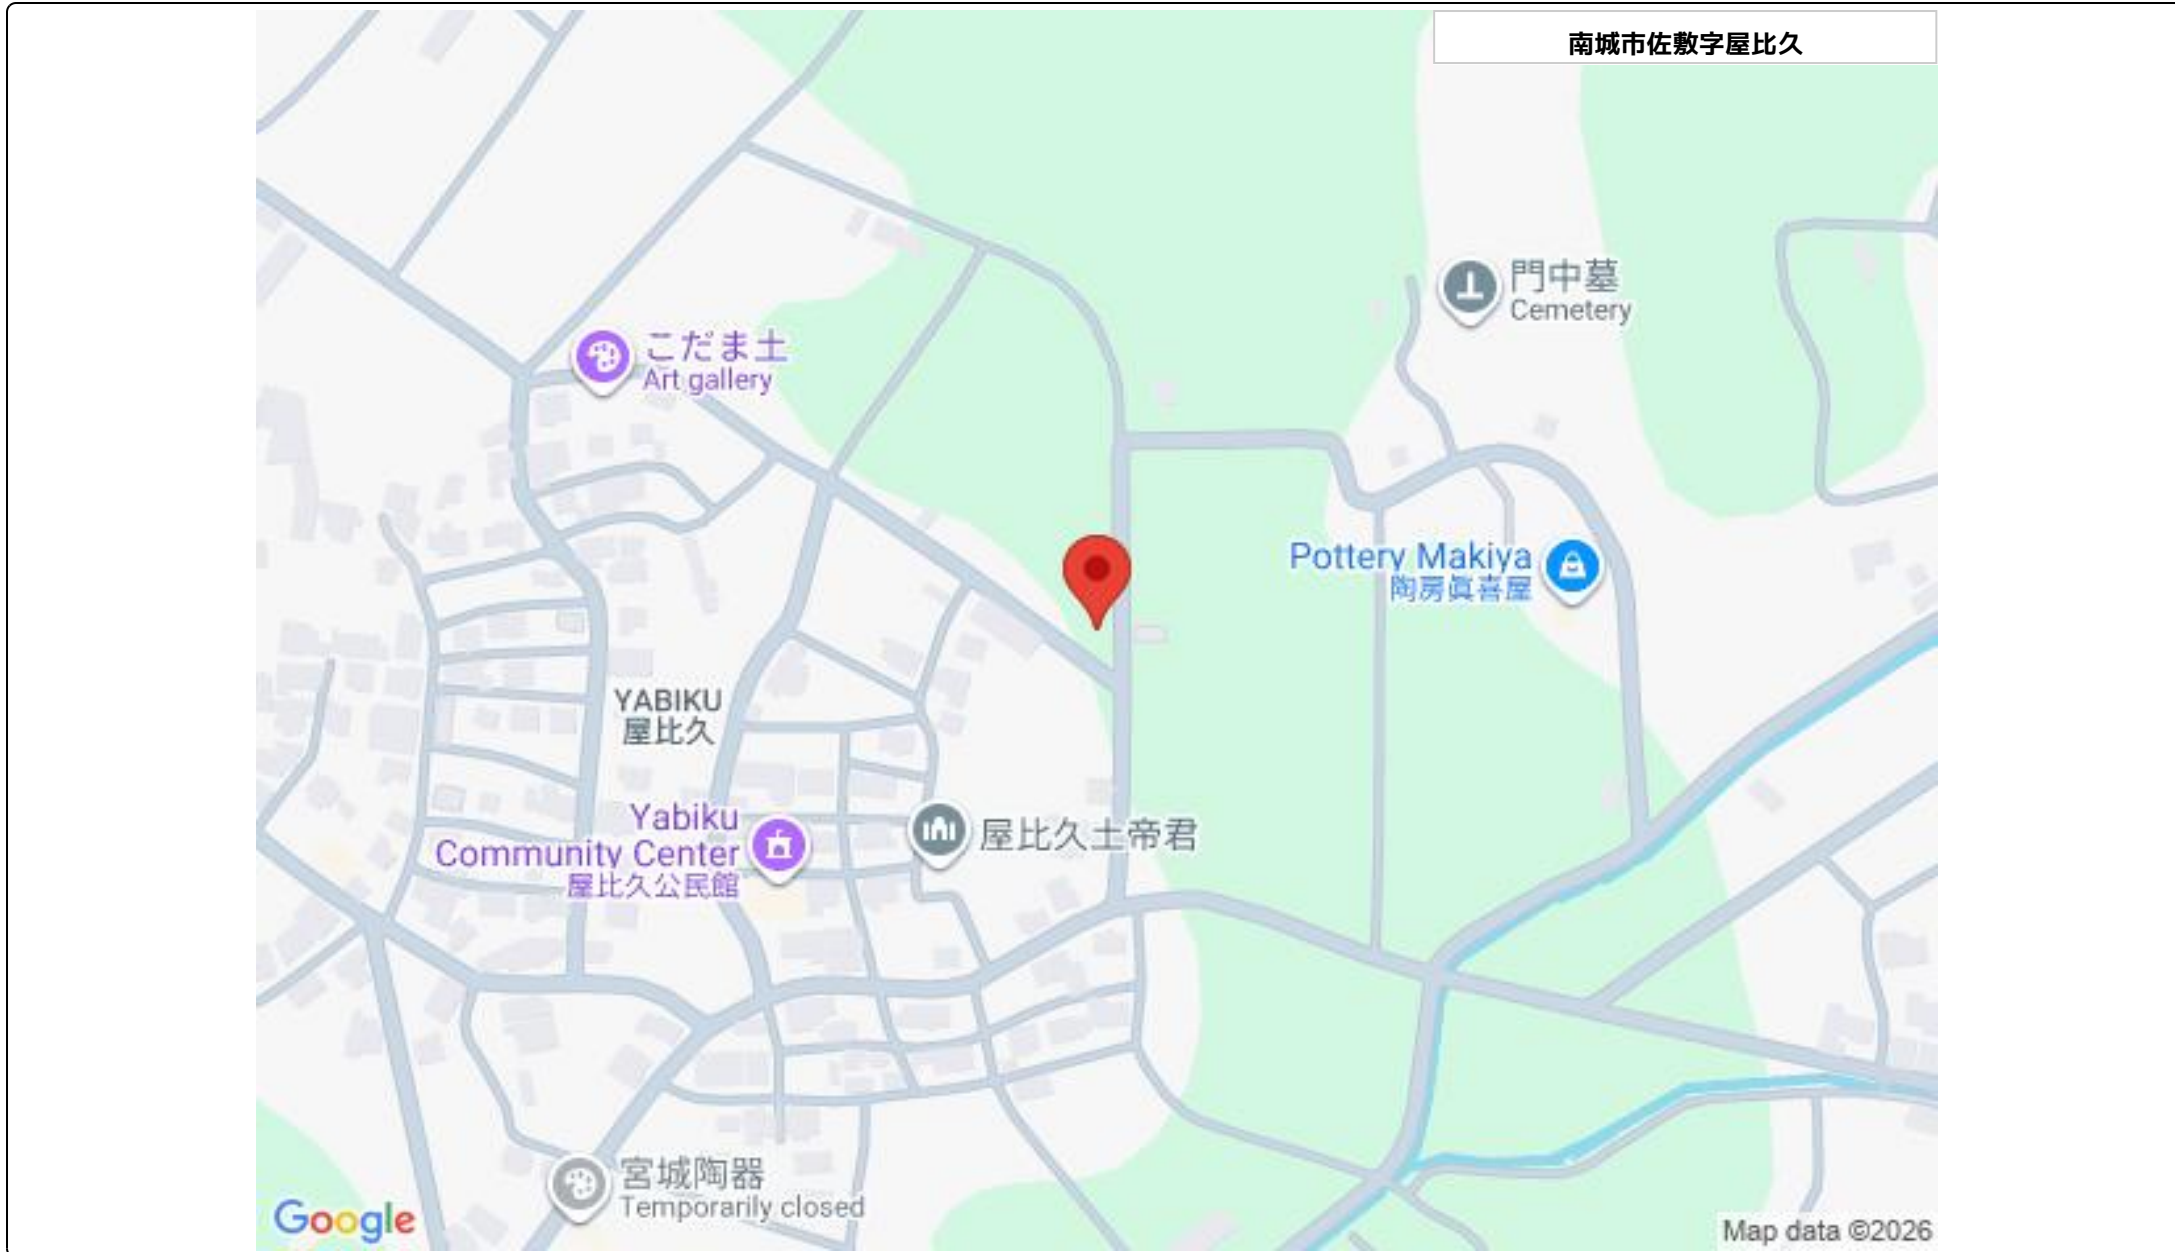 南城市佐敷字屋比久
門中墓
Cemetery
こだま土
Art gallery
Pottery Makiya
陶房眞喜屋
YABIKU
屋比久
Yabiku
Community Center
屋比久公民館
屋比久土帝君
宮城陶器
Temporarily closed
Google
Map data ©2026